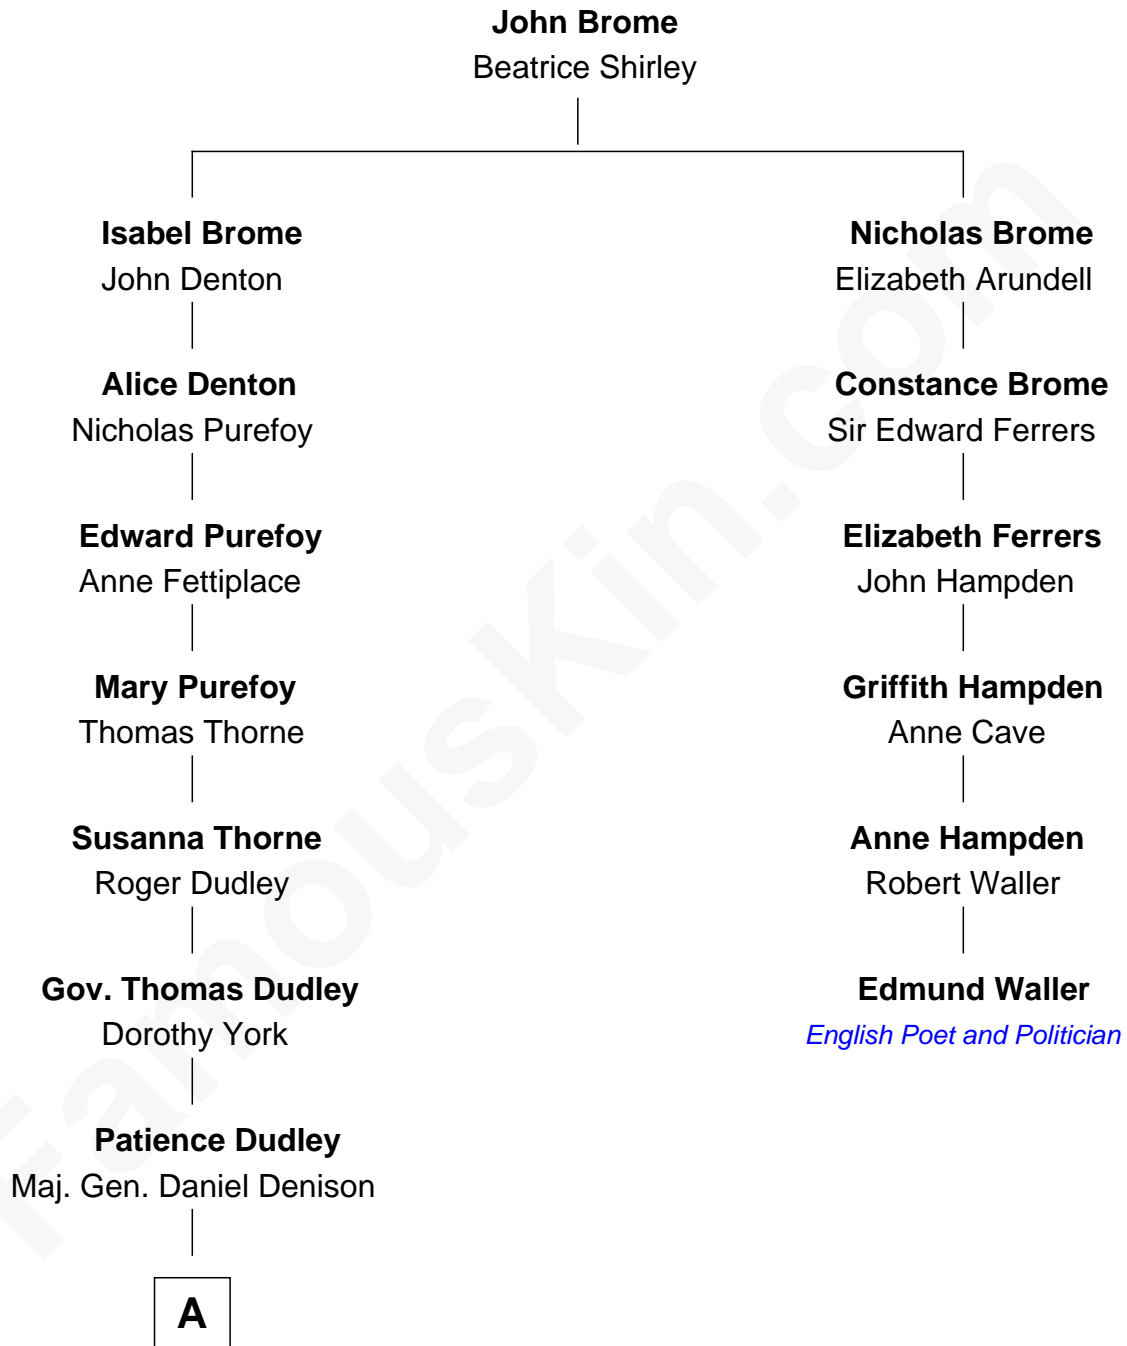 John Brome
Beatrice Shirley
Isabel Brome
John Denton
Nicholas Brome
Elizabeth Arundell
Alice Denton
Nicholas Purefoy
Constance Brome
Sir Edward Ferrers
Edward Purefoy
Anne Fettiplace
Elizabeth Ferrers
John Hampden
Mary Purefoy
Thomas Thorne
Griffith Hampden
Anne Cave
Susanna Thorne
Roger Dudley
Anne Hampden
Robert Waller
Gov. Thomas Dudley
Dorothy York
Edmund Waller
English Poet and Politician
Patience Dudley
Maj. Gen. Daniel Denison
A
FamousKin.com